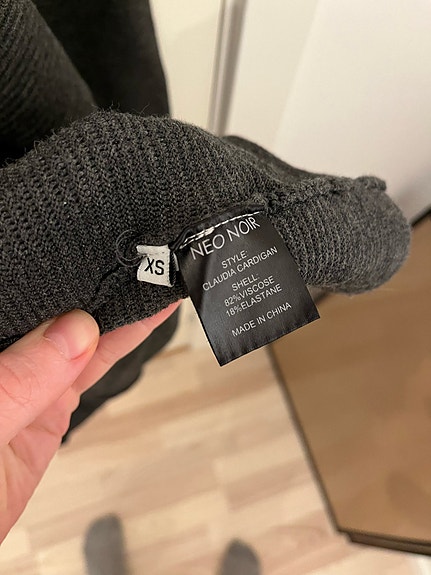 XS
NEO NOIR
STYLE:
CLAUDIA CARDIGAN
SHELL:
82%VISCOSE
18%ELASTANE
MADE IN CHINA